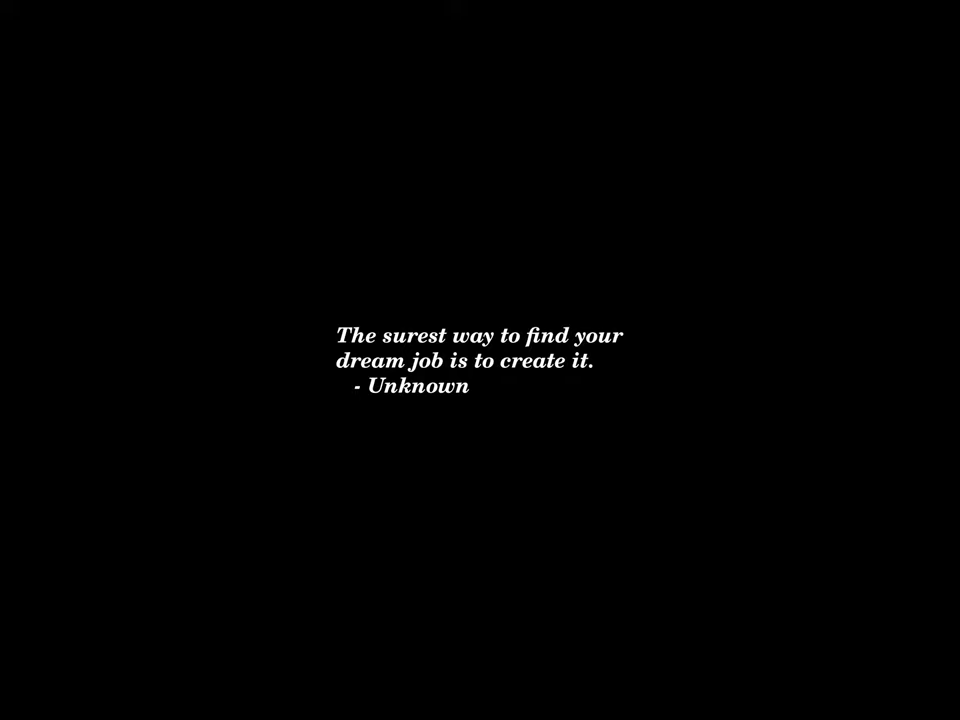 The surest way to find your
dream job is to create it.
- Unknown